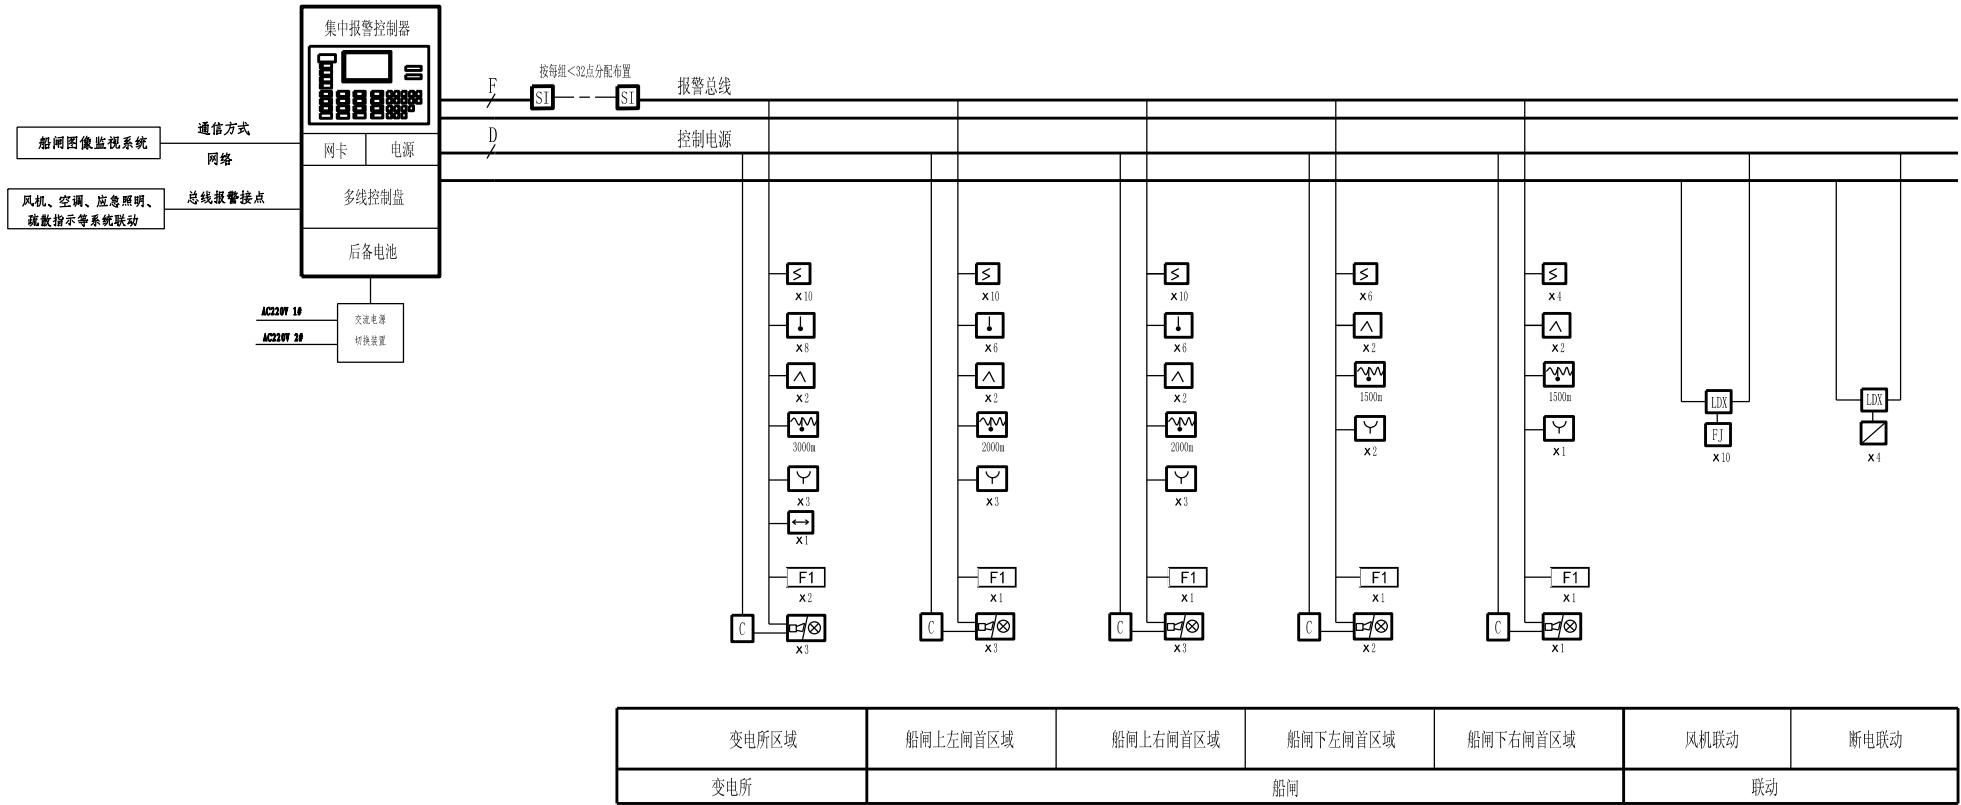 集中报警控制器
网卡
电源
多线控制盘
后备电池
船闸图像监视系统
通信方式
网络
风机、空调、应急照明、
疏散指示等系统联动
总线报警接点
AC220V 1#
AC220V 2#
交流电源
切换装置
F
SI
按每组<32点分配布置
SI
报警总线
D
控制电源
x10
x8
x2
3000m
x3
x1
F1
x2
C
x3
x10
x6
x2
2000m
x3
F1
x1
C
x3
x10
x6
x2
2000m
x3
F1
x1
C
x3
x6
x2
1500m
x2
F1
x1
C
x2
x4
x2
1500m
x1
F1
x1
C
x1
LDX
FJ
x10
LDX
x4
变电所区域
船闸上左闸首区域
船闸上右闸首区域
船闸下左闸首区域
船闸下右闸首区域
风机联动
断电联动
变电所
船闸
联动